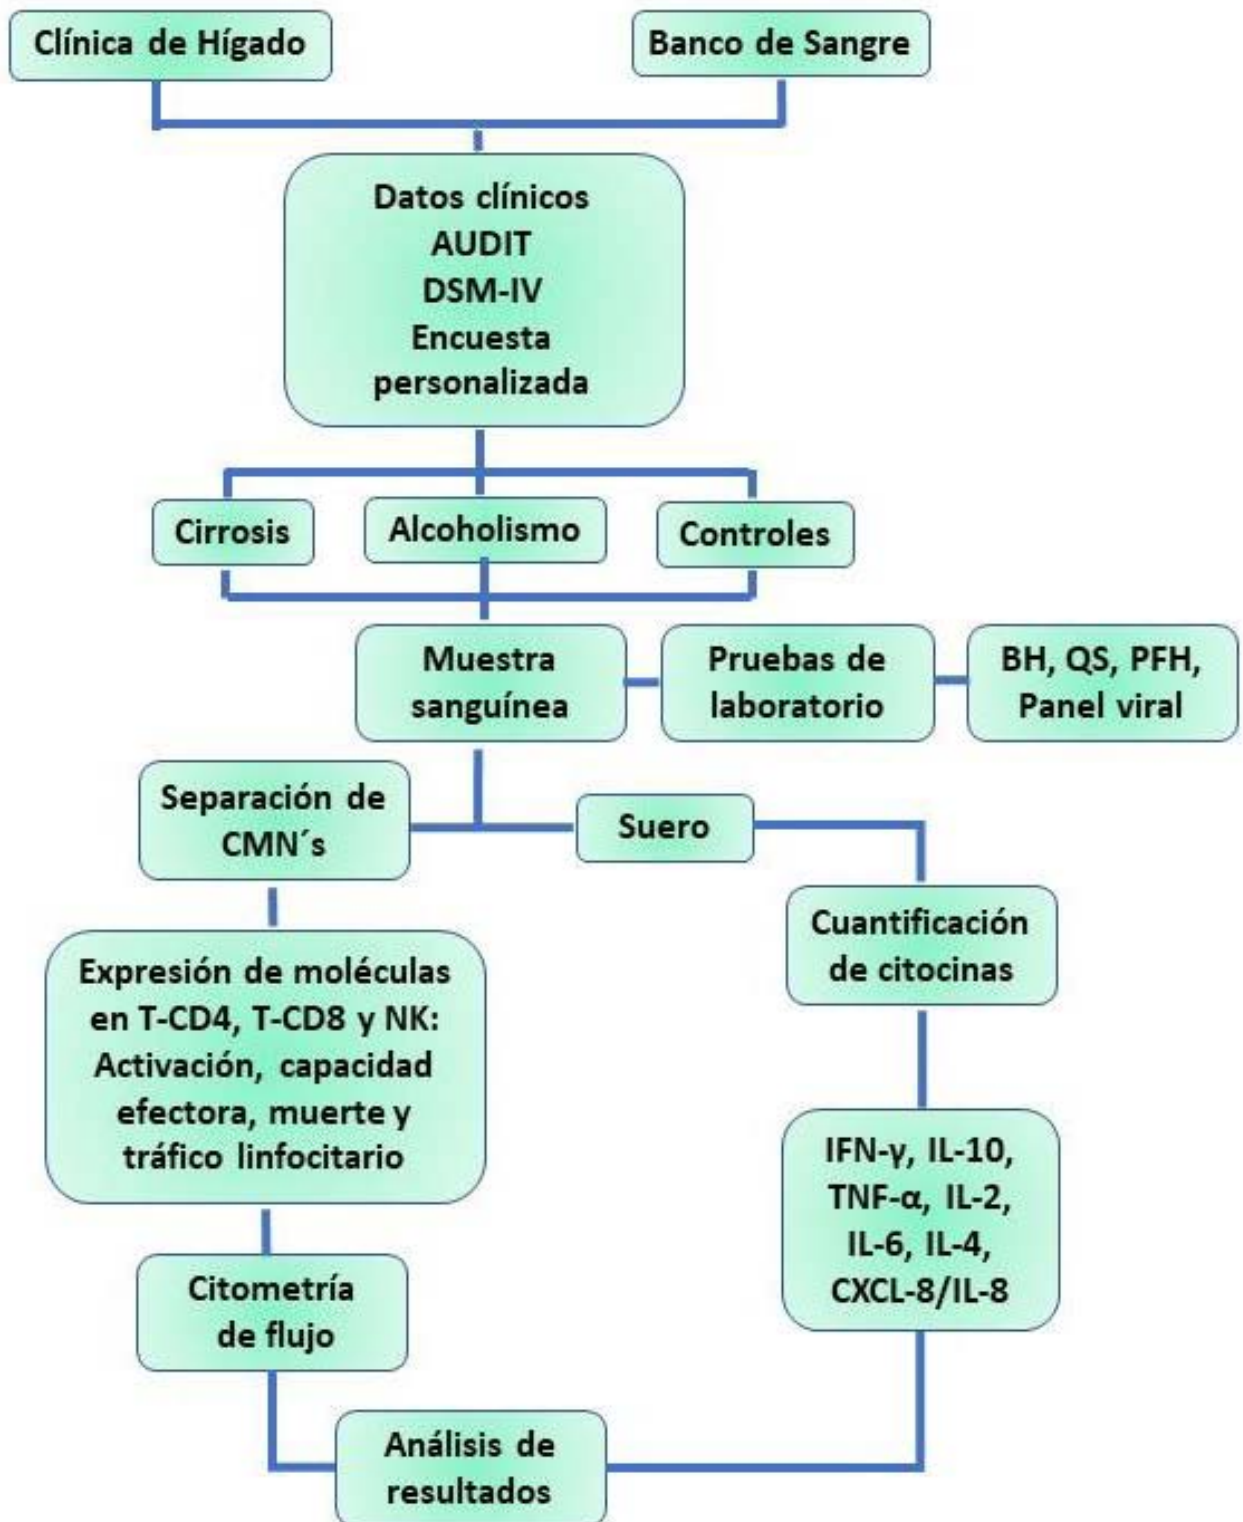 Clínica de Hígado
Banco de Sangre
Datos clínicos
AUDIT
DSM-IV
Encuesta
personalizada
Cirrosis
Alcoholismo
Controles
Muestra
sanguínea
Pruebas de
laboratorio
BH, QS, PFH,
Panel viral
Separación de
CMN´s
Suero
Cuantificación
de citocinas
Expresión de moléculas
en T-CD4, T-CD8 y NK:
Activación, capacidad
efectora, muerte y
tráfico linfocitario
IFN-γ, IL-10,
TNF-α, IL-2,
IL-6, IL-4,
CXCL-8/IL-8
Citometría
de flujo
Análisis de
resultados